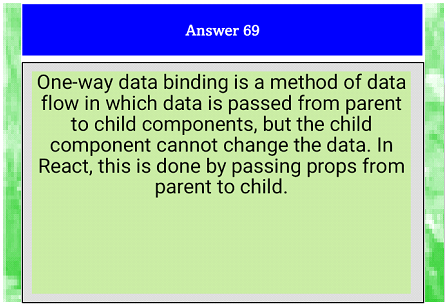 Answer 69
One-way data binding is a method of data
flow in which data is passed from parent
to child components, but the child
component cannot change the data. In
React, this is done by passing props from
parent to child.